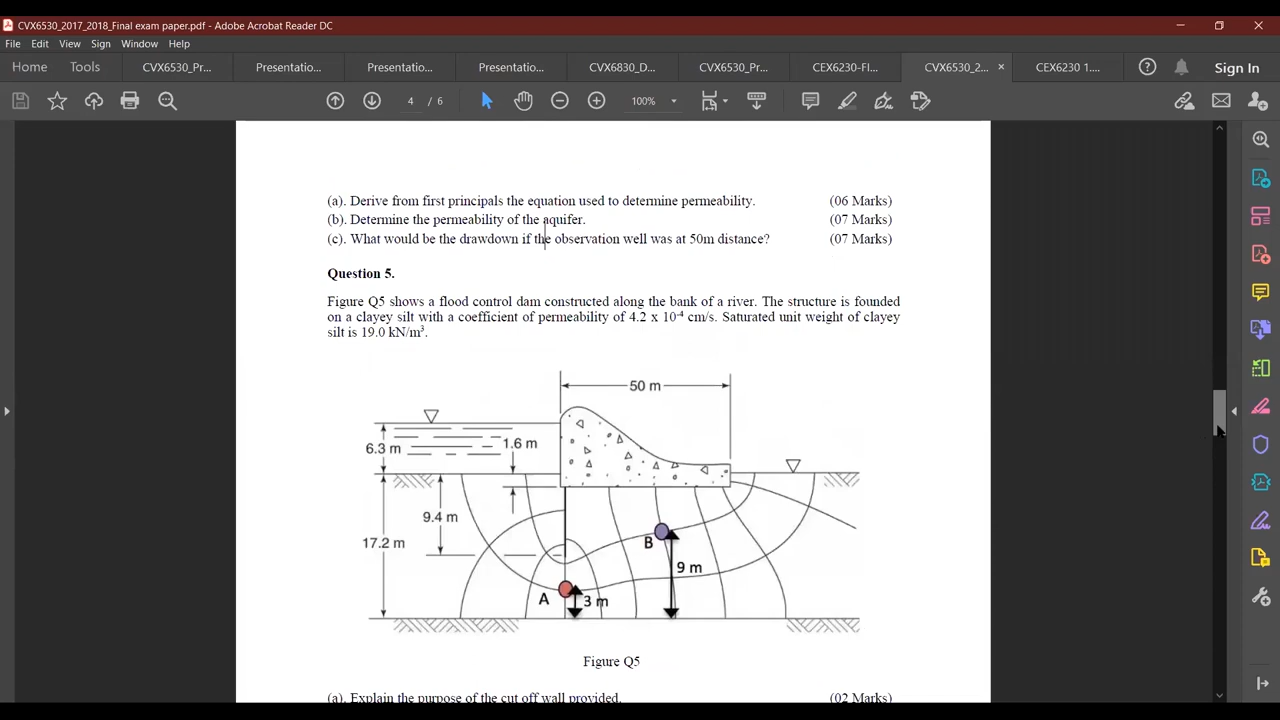 CVX6530_2017_2018_Final exam paper.pdf - Adobe Acrobat Reader DC
File Edit View Sign Window Help
Home Tools CVX6530_Pr... Presentatio... Presentatio... Presentatio... CVX6830_D... CVX6530_Pr... CEX6230-FI... CVX6530_2... × CEX6230 1.... Sign In
4 / 6 100%
(a). Derive from first principals the equation used to determine permeability. (06 Marks)
(b). Determine the permeability of the aquifer. (07 Marks)
(c). What would be the drawdown if the observation well was at 50m distance? (07 Marks)
Question 5.
Figure Q5 shows a flood control dam constructed along the bank of a river. The structure is founded
on a clayey silt with a coefficient of permeability of 4.2 x 10⁻⁴ cm/s. Saturated unit weight of clayey
silt is 19.0 kN/m³.
50 m
6.3 m
1.6 m
9.4 m
17.2 m
B
9 m
A
3 m
Figure Q5
(a). Explain the purpose of the cut off wall provided. (02 Marks)